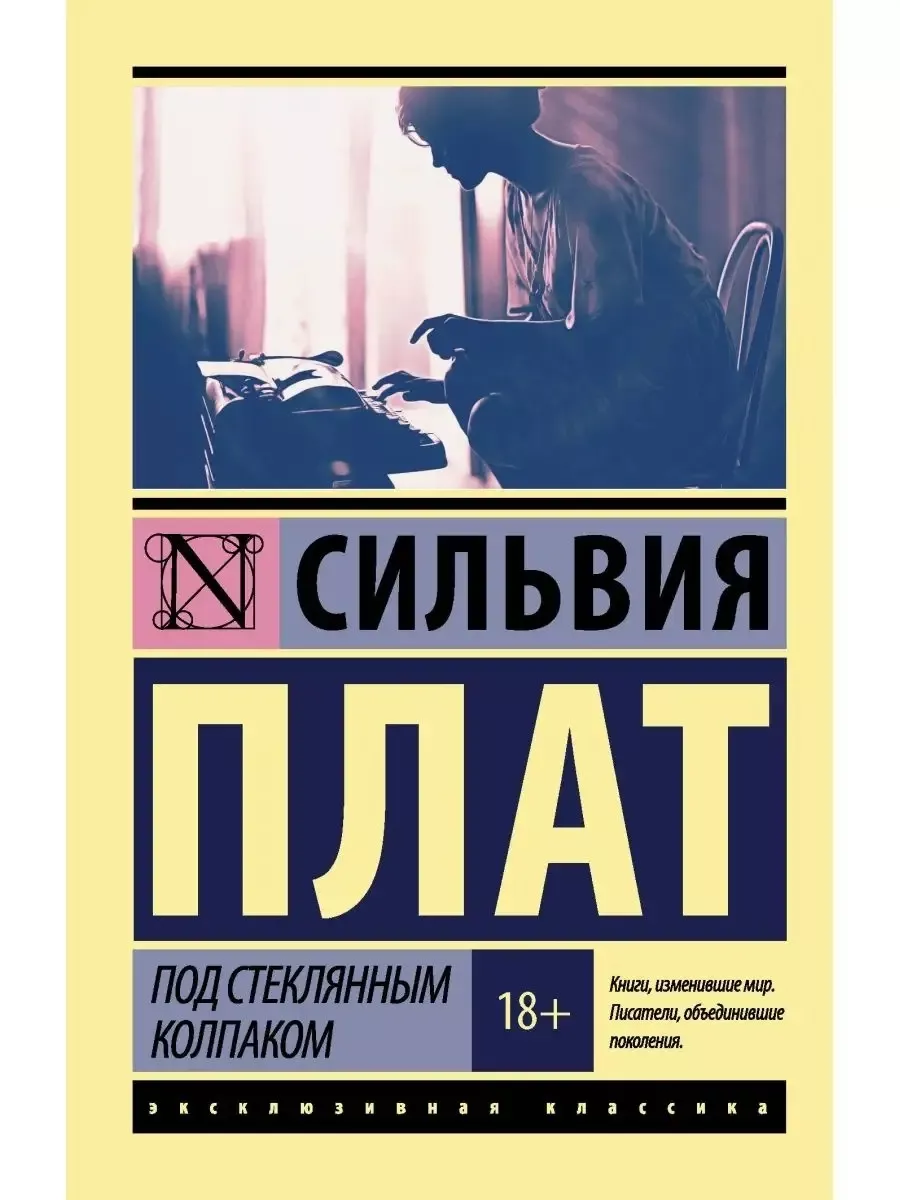 N СИЛЬВИЯ
ПЛАТ
ПОД СТЕКЛЯННЫМ
КОЛПАКОМ
18+
Книги, изменившие мир.
Писатели, объединившие
поколения.
эксклюзивная классика